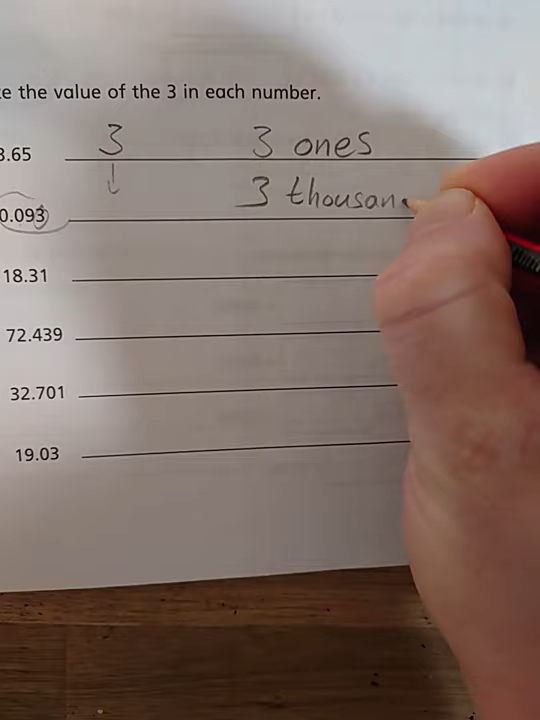 the value of the 3 in each number.
3.65 3 3 ones
↓ 3 thousan
0.093
18.31
72.439
32.701
19.03